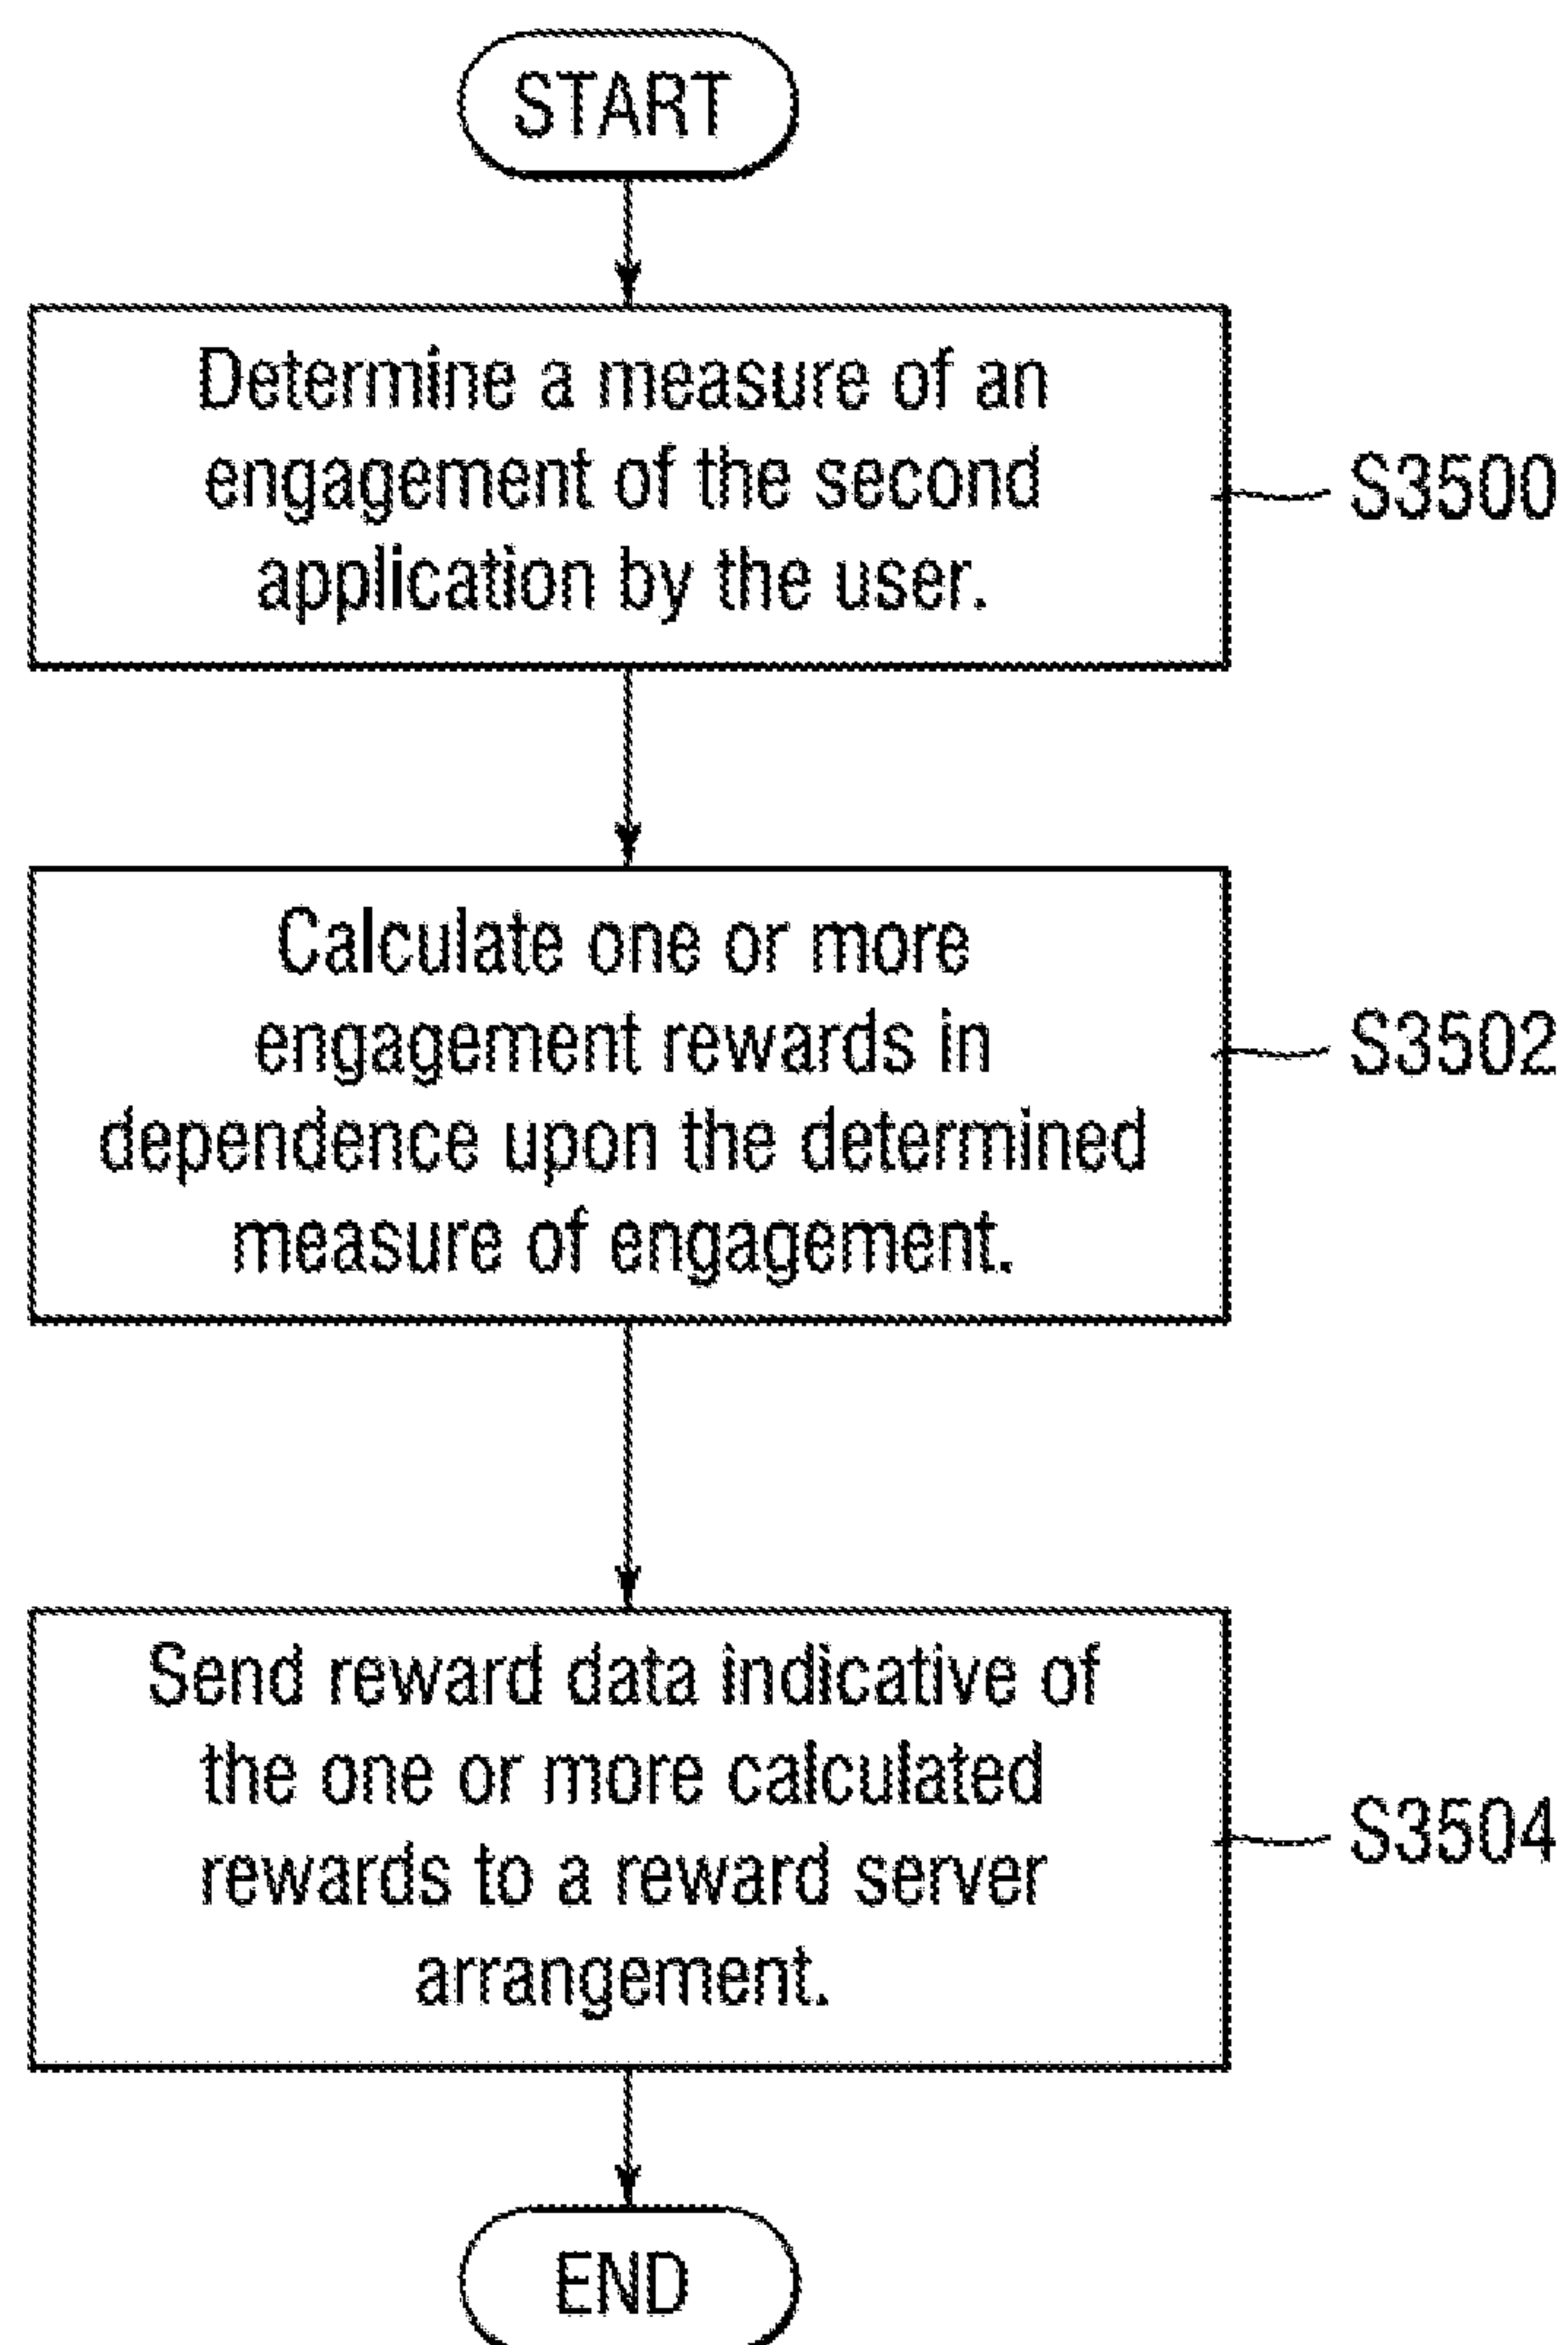 START
Determine a measure of an
engagement of the second
application by the user.
S3500
Calculate one or more
engagement rewards in
dependence upon the determined
measure of engagement.
S3502
Send reward data indicative of
the one or more calculated
rewards to a reward server
arrangement.
S3504
END